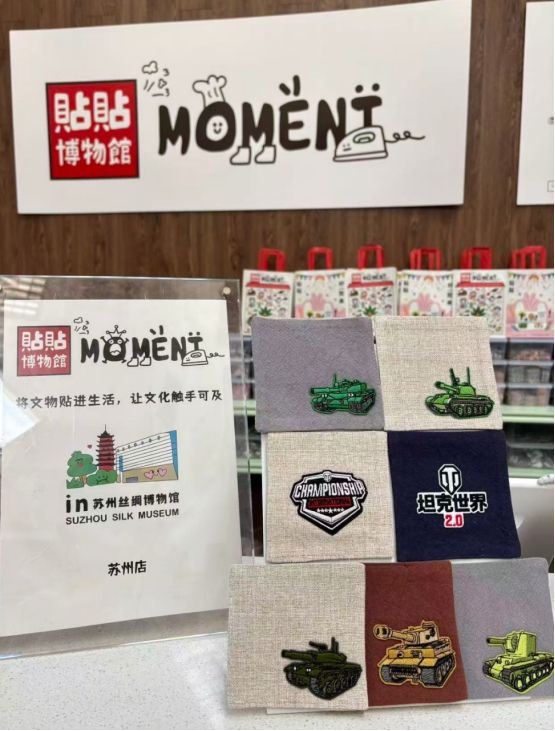 貼貼
博物館
MOMENT
貼貼
博物館
MOMENT
将文物贴进生活，让文化触手可及
in 苏州丝绸博物馆
SUZHOU SILK MUSEUM
苏州店
CHAMPIONSHIP
坦克世界
2.0